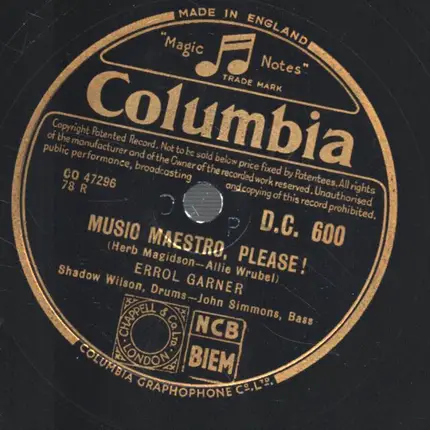 MADE IN ENGLAND
"Magic Notes"
TRADE MARK
Columbia
Copyright Patented Record. Not to be sold below price fixed by Patentees. All rights
of the manufacturer and of the Owner of the recorded work reserved. Unauthorised
public performance, broadcasting and copying of this record prohibited.
CO 47296
78 R
D.C. 600
MUSIC MAESTRO, PLEASE!
(Herb Magidson—Allie Wrubel)
ERROL GARNER
Shadow Wilson, Drums—John Simmons, Bass
CHAPPELL & Co Ltd
LONDON
NCB
BIEM
COLUMBIA GRAPHOPHONE Co. LTD.